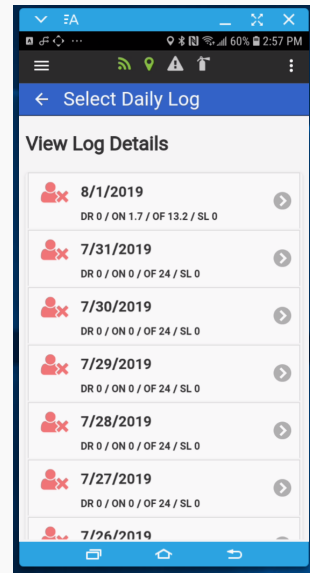 ΞA
60% 2:57 PM
Select Daily Log
View Log Details
8/1/2019
DR 0 / ON 1.7 / OF 13.2 / SL 0
7/31/2019
DR 0 / ON 0 / OF 24 / SL 0
7/30/2019
DR 0 / ON 0 / OF 24 / SL 0
7/29/2019
DR 0 / ON 0 / OF 24 / SL 0
7/28/2019
DR 0 / ON 0 / OF 24 / SL 0
7/27/2019
DR 0 / ON 0 / OF 24 / SL 0
7/26/2019